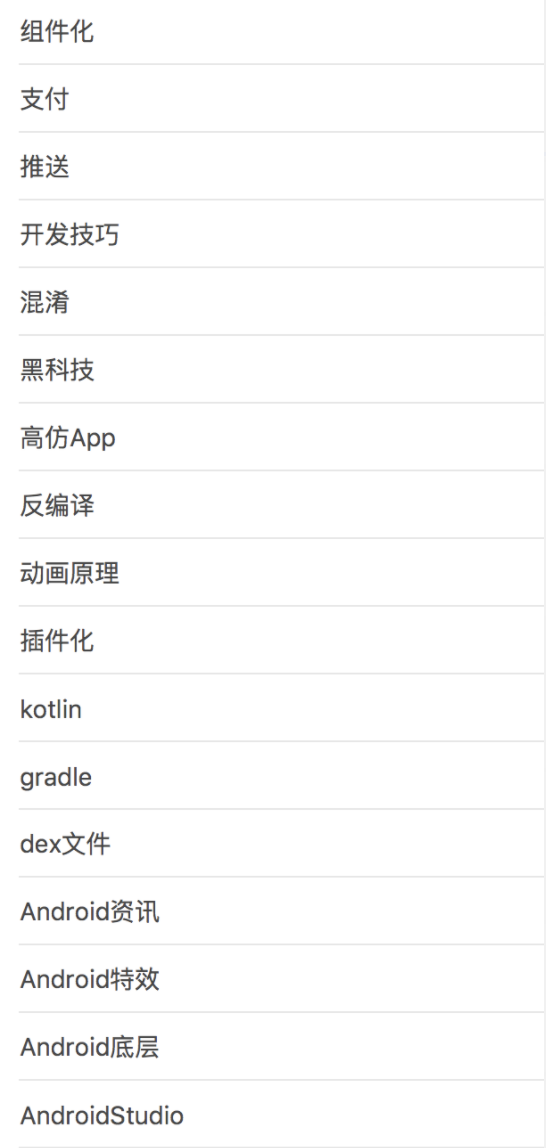 组件化
支付
推送
开发技巧
混淆
黑科技
高仿App
反编译
动画原理
插件化
kotlin
gradle
dex文件
Android资讯
Android特效
Android底层
AndroidStudio